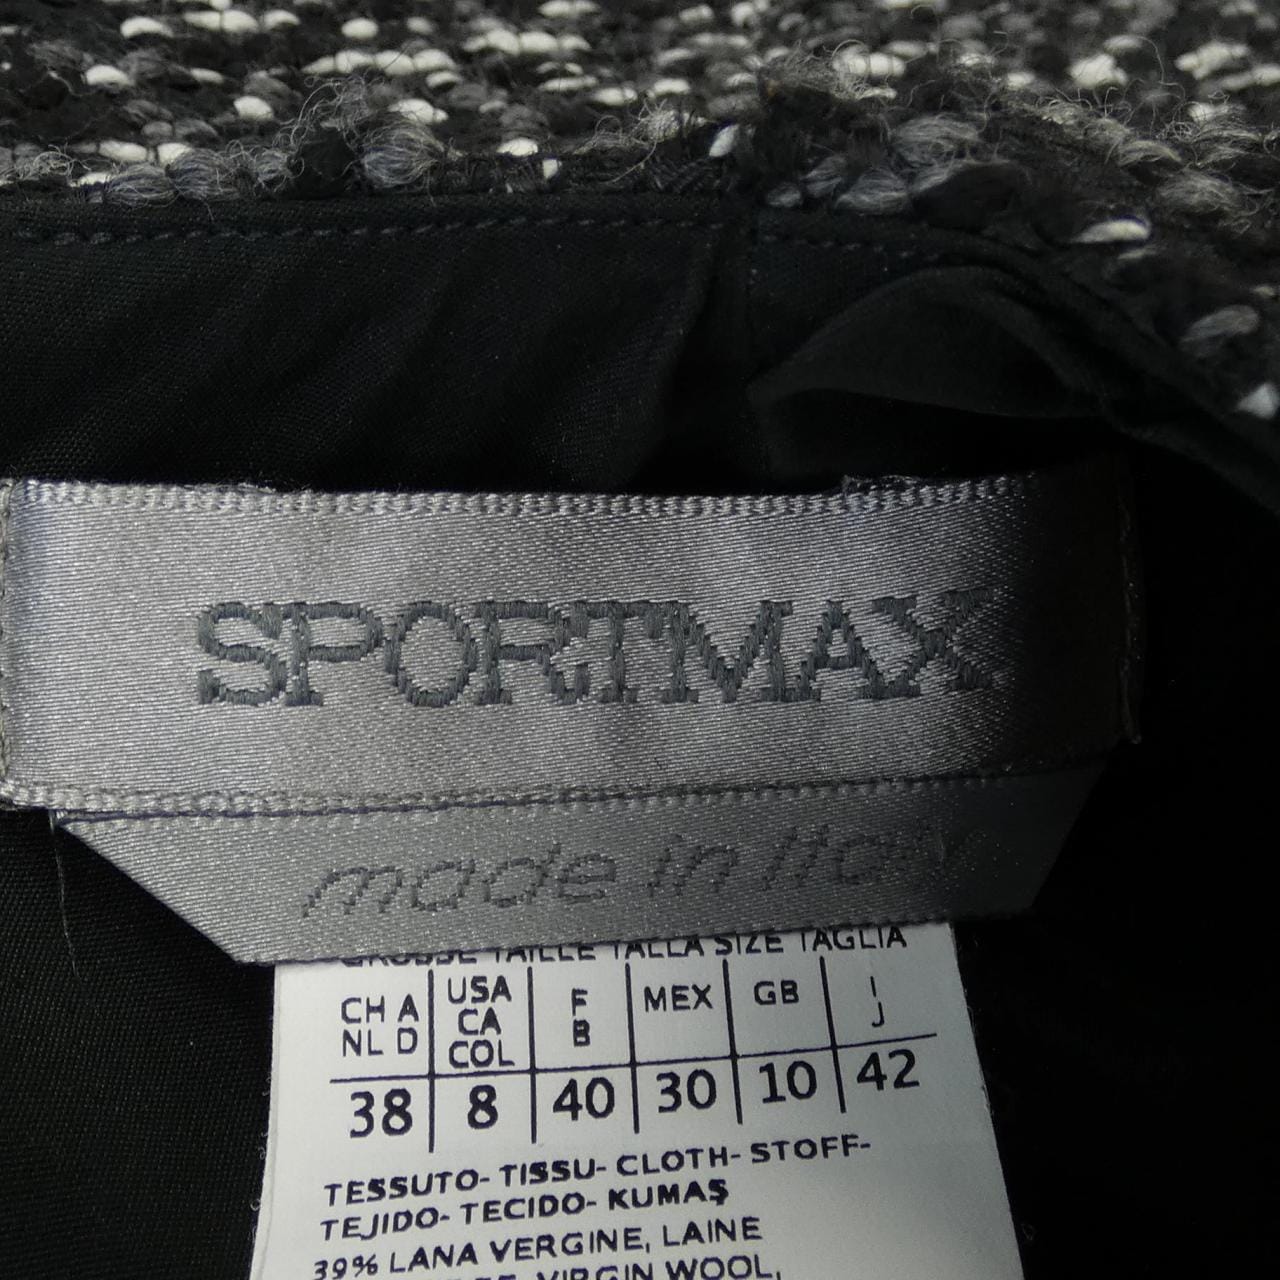 SPORTMAX
made in Italy
GROSSE TAILLE TALLA SIZE TAGLIA
CH A NL D USA CA COL F B MEX GB I J
38 8 40 30 10 42
TESSUTO- TISSU- CLOTH- STOFF-
TEJIDO- TECIDO- KUMAŞ
39% LANA VERGINE, LAINE
VIRGIN WOOL,